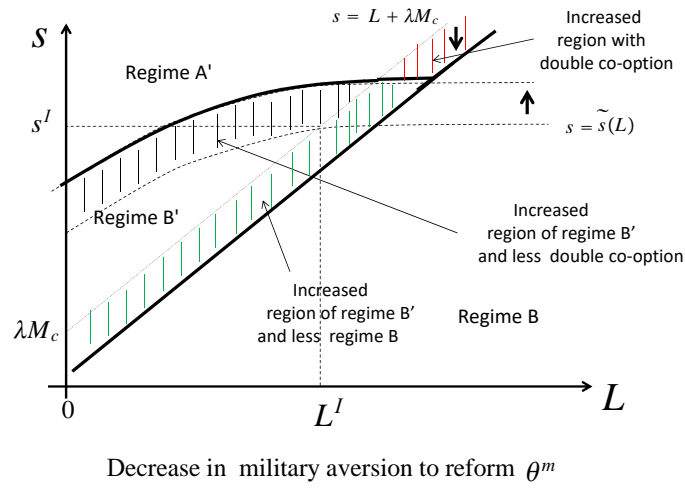 s = L + λM_c
Increased
region with
double co-option
s
Regime A'
s^I
s = s̃(L)
Regime B'
Increased
region of regime B'
and less double co-option
Increased
region of regime B'
and less regime B
Regime B
λM_c
0
L^I
L
Decrease in military aversion to reform θ^m